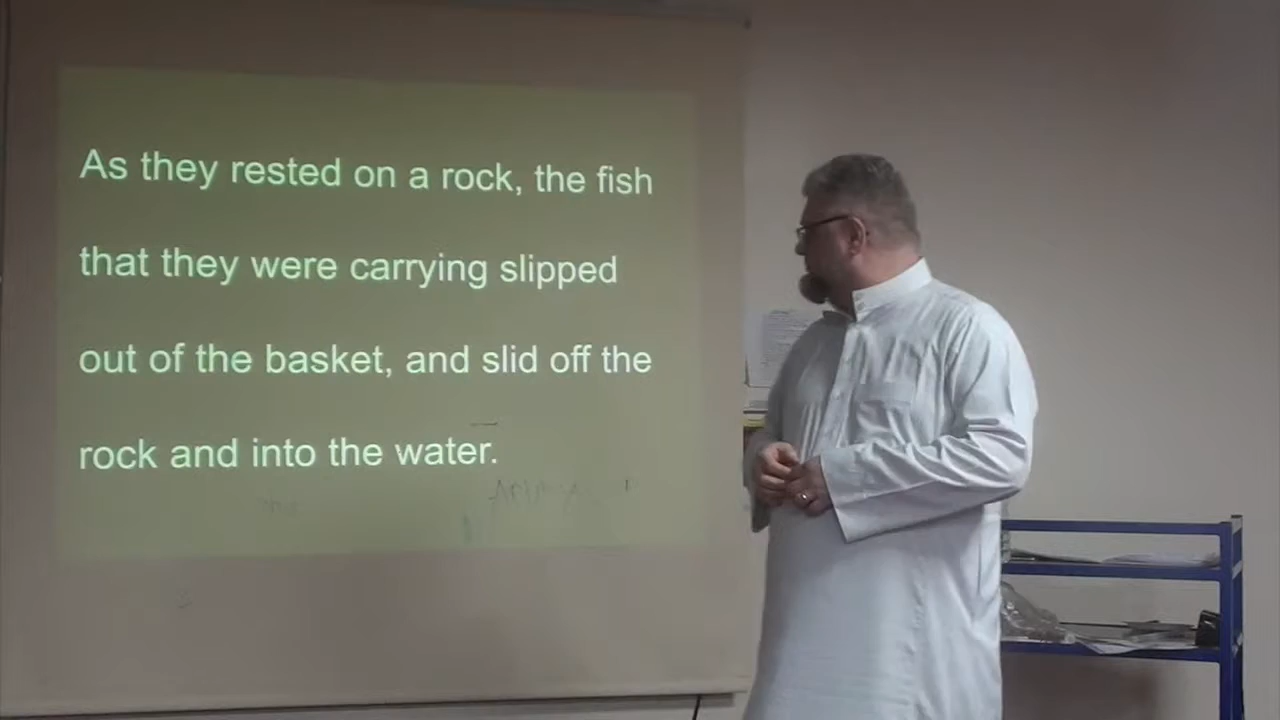 As they rested on a rock, the fish
that they were carrying slipped
out of the basket, and slid off the
rock and into the water.